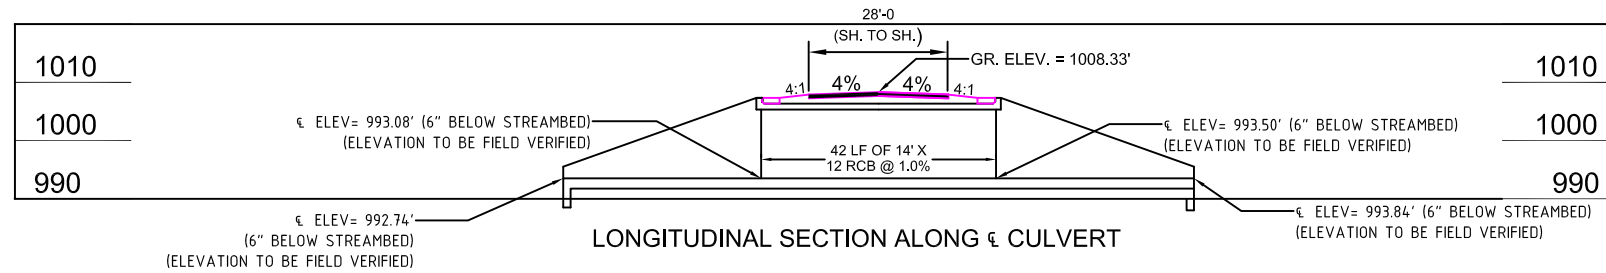 28'-0
(SH. TO SH.)
GR. ELEV. = 1008.33'
1010
1010
4:1
4%
4%
4:1
℄ ELEV= 993.08' (6" BELOW STREAMBED)
(ELEVATION TO BE FIELD VERIFIED)
℄ ELEV= 993.50' (6" BELOW STREAMBED)
(ELEVATION TO BE FIELD VERIFIED)
1000
1000
42 LF OF 14' X
12 RCB @ 1.0%
990
990
℄ ELEV= 992.74'
(6" BELOW STREAMBED)
(ELEVATION TO BE FIELD VERIFIED)
℄ ELEV= 993.84' (6" BELOW STREAMBED)
(ELEVATION TO BE FIELD VERIFIED)
LONGITUDINAL SECTION ALONG ℄ CULVERT